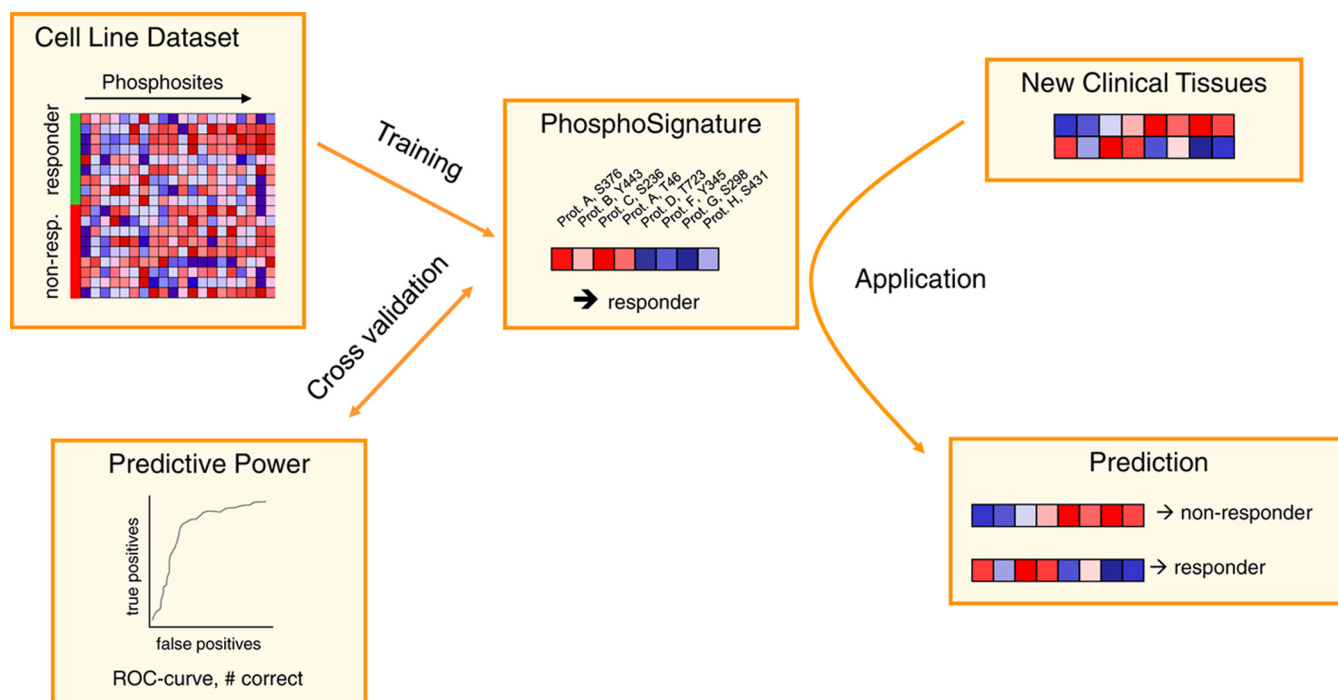 Cell Line Dataset
Phosphosites
responder
non-resp.
Training
Cross validation
PhosphoSignature
Prot. A, S376
Prot. B, Y443
Prot. C, S236
Prot. A, T46
Prot. D, T723
Prot. F, Y345
Prot. G, S298
Prot. H, S431
➔ responder
New Clinical Tissues
Application
Predictive Power
true positives
false positives
ROC-curve, # correct
Prediction
→ non-responder
→ responder